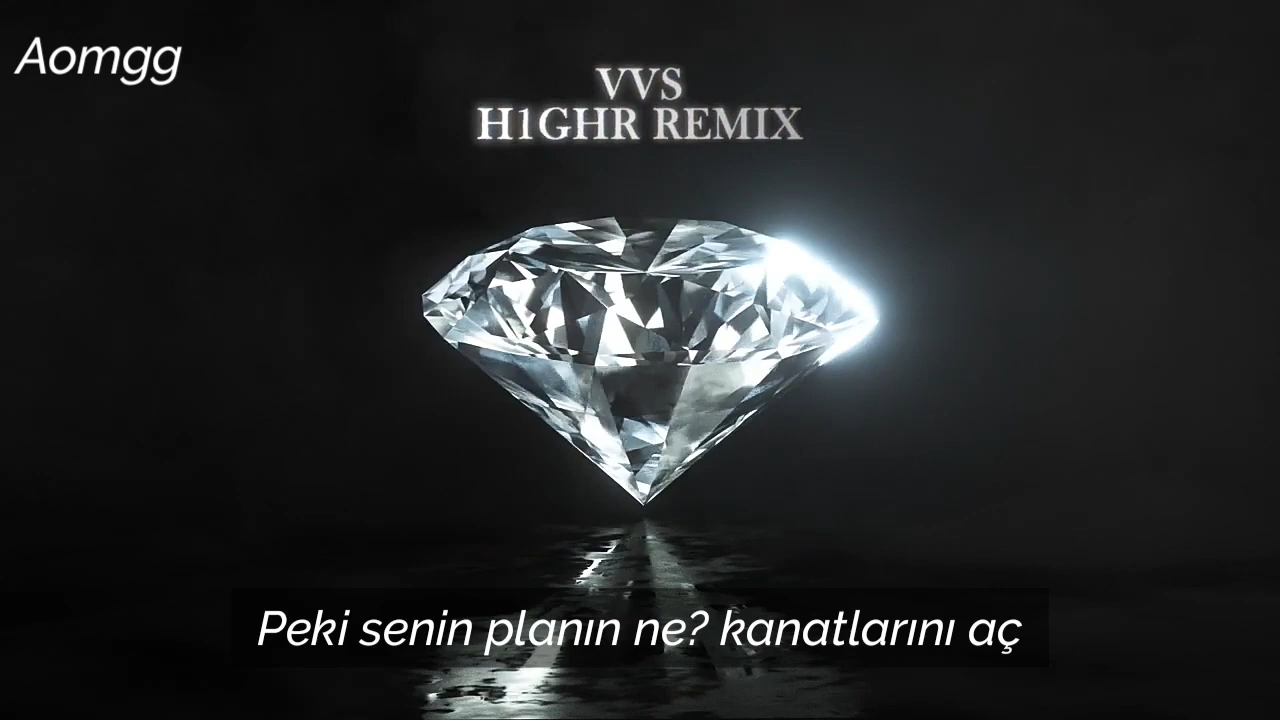 Aomgg
VVS
H1GHR REMIX
Peki senin planın ne? kanatlarını aç